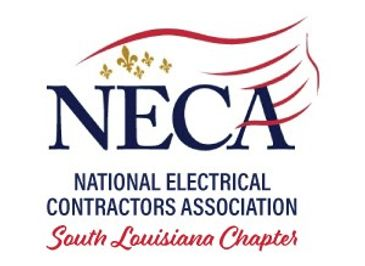 NECA
NATIONAL ELECTRICAL
CONTRACTORS ASSOCIATION
South Louisiana Chapter